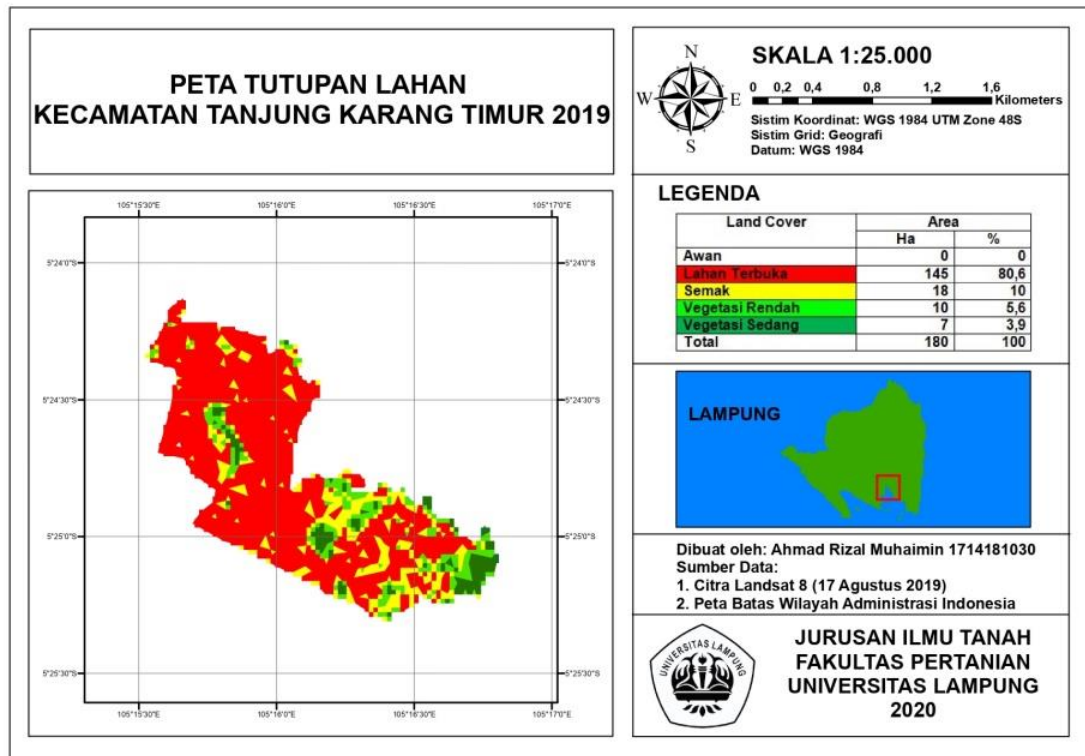 PETA TUTUPAN LAHAN
KECAMATAN TANJUNG KARANG TIMUR 2019
N
W E
S
SKALA 1:25.000
0 0,2 0,4 0,8 1,2 1,6
Kilometers
Sistim Koordinat: WGS 1984 UTM Zone 48S
Sistim Grid: Geografi
Datum: WGS 1984
105°15'30"E 105°16'0"E 105°16'30"E 105°17'0"E
5°24'0"S 5°24'0"S
5°24'30"S 5°24'30"S
5°25'0"S 5°25'0"S
5°25'30"S 5°25'30"S
105°15'30"E 105°16'0"E 105°16'30"E 105°17'0"E
LEGENDA
Land Cover Area
Ha %
Awan 0 0
Lahan Terbuka 145 80,6
Semak 18 10
Vegetasi Rendah 10 5,6
Vegetasi Sedang 7 3,9
Total 180 100
LAMPUNG
Dibuat oleh: Ahmad Rizal Muhaimin 1714181030
Sumber Data:
1. Citra Landsat 8 (17 Agustus 2019)
2. Peta Batas Wilayah Administrasi Indonesia
UNIVERSITAS LAMPUNG
JURUSAN ILMU TANAH
FAKULTAS PERTANIAN
UNIVERSITAS LAMPUNG
2020